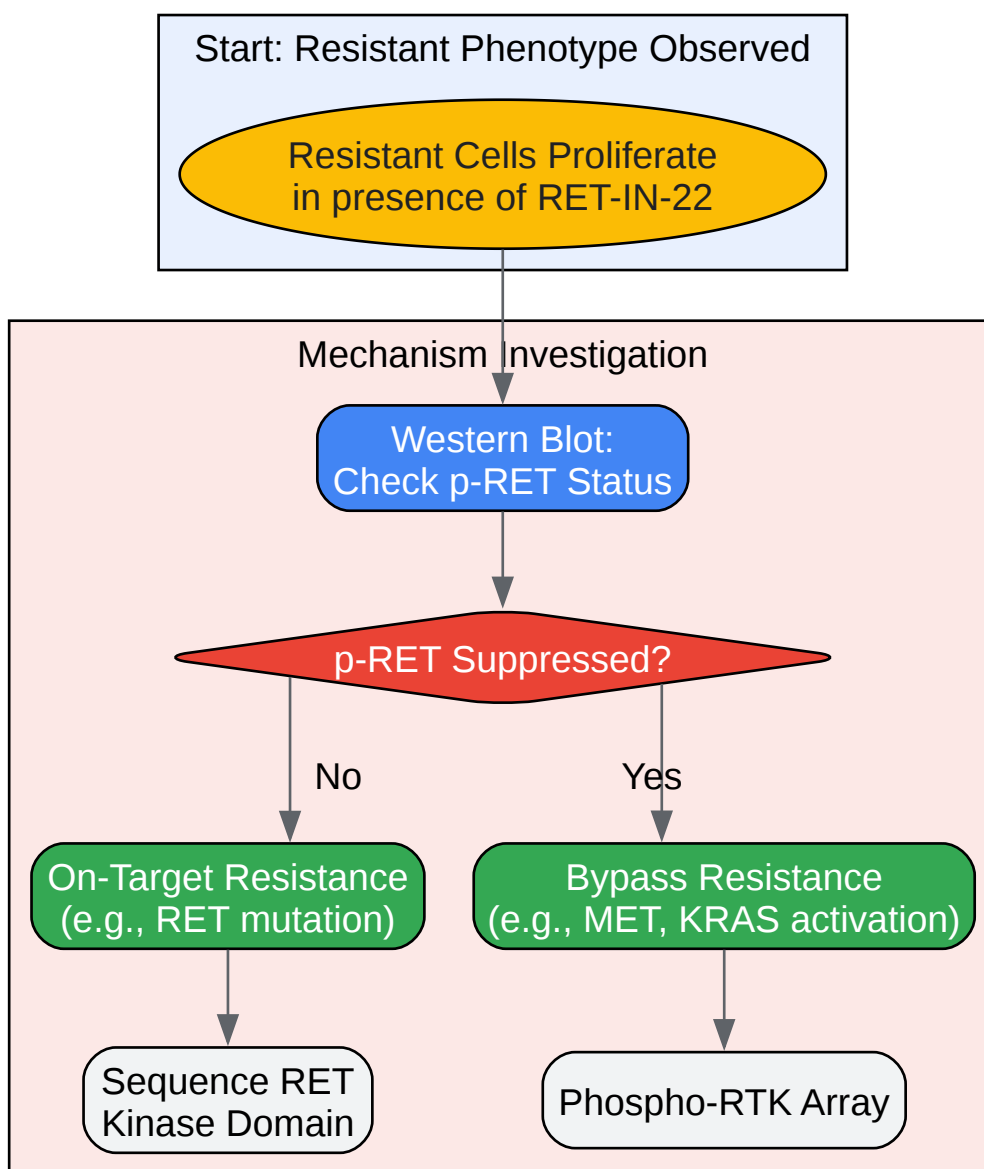 Start: Resistant Phenotype Observed
Resistant Cells Proliferate
in presence of RET-IN-22
Mechanism Investigation
Western Blot:
Check p-RET Status
p-RET Suppressed?
No
Yes
On-Target Resistance
(e.g., RET mutation)
Bypass Resistance
(e.g., MET, KRAS activation)
Sequence RET
Kinase Domain
Phospho-RTK Array